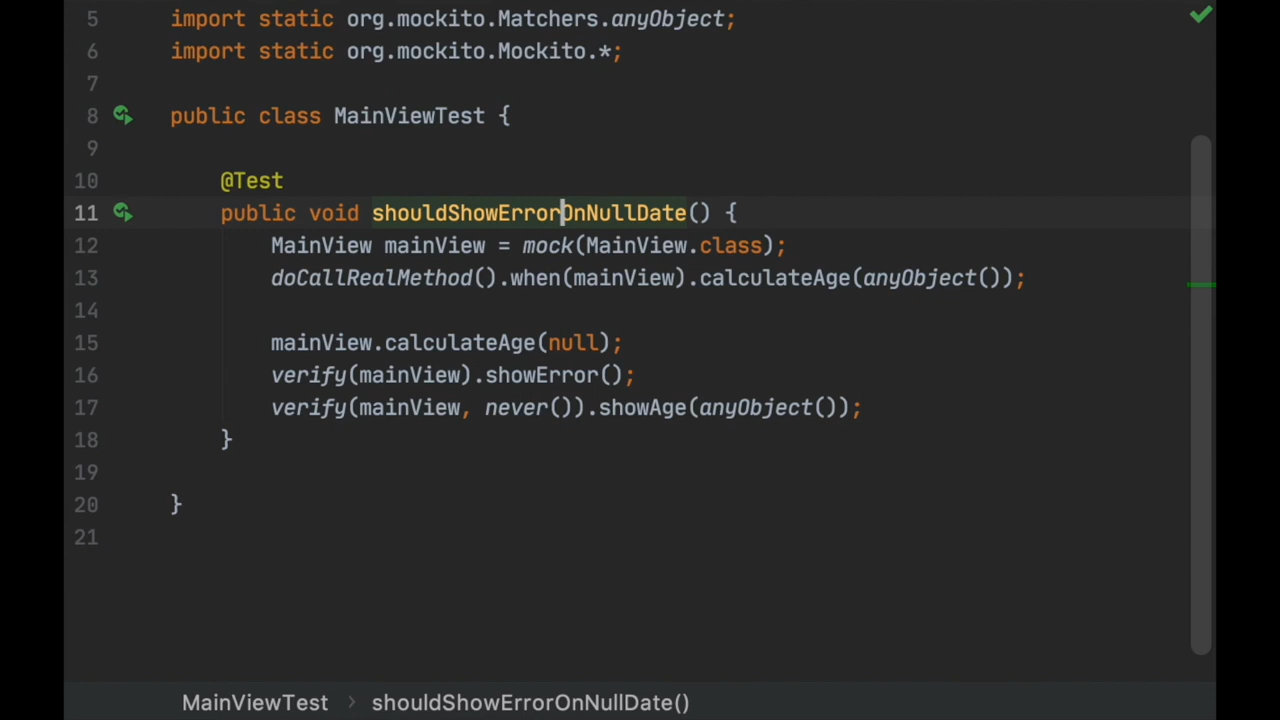 5 import static org.mockito.Matchers.anyObject;
6 import static org.mockito.Mockito.*;
7
8 public class MainViewTest {
9
10 @Test
11 public void shouldShowErrorOnNullDate() {
12 MainView mainView = mock(MainView.class);
13 doCallRealMethod().when(mainView).calculateAge(anyObject());
14
15 mainView.calculateAge(null);
16 verify(mainView).showError();
17 verify(mainView, never()).showAge(anyObject());
18 }
19
20 }
21
MainViewTest > shouldShowErrorOnNullDate()